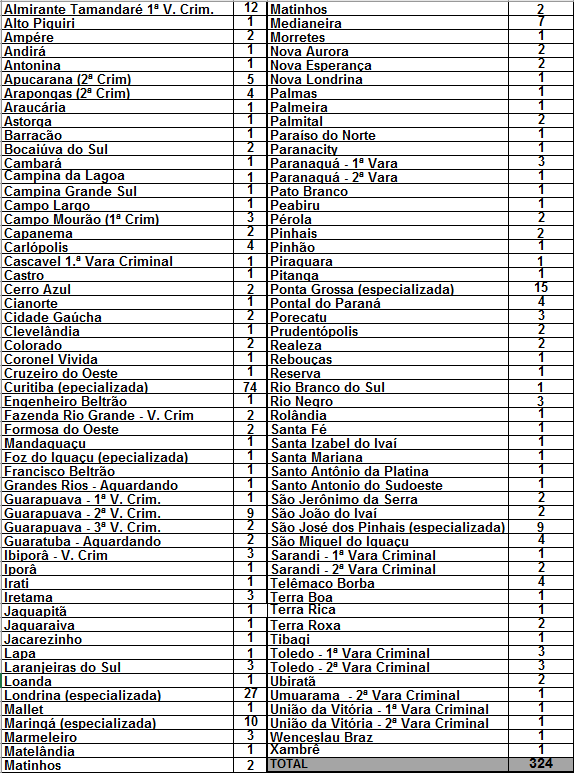 Almirante Tamandaré 1ª V. Crim. 12 Matinhos 2
Alto Piquiri 1 Medianeira 7
Ampére 2 Morretes 1
Andirá 1 Nova Aurora 2
Antonina 1 Nova Esperança 2
Apucarana (2ª Crim) 5 Nova Londrina 1
Arapongas (2ª Crim) 4 Palmas 1
Araucária 1 Palmeira 1
Astorga 1 Palmital 2
Barracão 1 Paraíso do Norte 1
Bocaiúva do Sul 2 Paranacity 1
Cambará 1 Paranaguá - 1ª Vara 3
Campina da Lagoa 1 Paranaguá - 2ª Vara 1
Campina Grande Sul 1 Pato Branco 1
Campo Largo 1 Peabiru 1
Campo Mourão (1ª Crim) 3 Pérola 2
Capanema 2 Pinhais 2
Carlópolis 4 Pinhão 1
Cascavel 1.ª Vara Criminal 1 Piraquara 1
Castro 1 Pitanga 1
Cerro Azul 2 Ponta Grossa (especializada) 15
Cianorte 1 Pontal do Paraná 4
Cidade Gaúcha 2 Porecatu 3
Clevelândia 1 Prudentópolis 2
Colorado 2 Realeza 2
Coronel Vivida 1 Rebouças 1
Cruzeiro do Oeste 1 Reserva 1
Curitiba (epecializada) 74 Rio Branco do Sul 1
Engenheiro Beltrão 1 Rio Negro 3
Fazenda Rio Grande - V. Crim 2 Rolândia 1
Formosa do Oeste 2 Santa Fé 1
Mandaguaçu 1 Santa Izabel do Ivaí 1
Foz do Iguaçu (epecializada) 1 Santa Mariana 1
Francisco Beltrão 1 Santo Antônio da Platina 1
Grandes Rios - Aguardando 1 Santo Antonio do Sudoeste 1
Guarapuava - 1ª V. Crim. 1 São Jerônimo da Serra 2
Guarapuava - 2ª V. Crim. 9 São João do Ivaí 2
Guarapuava - 3ª V. Crim. 2 São José dos Pinhais (especializada) 9
Guaratuba - Aguardando 2 São Miguel do Iguaçu 4
Ibiporã - V. Crim 3 Sarandi - 1ª Vara Criminal 1
Iporã 1 Sarandi - 2ª Vara Criminal 2
Irati 1 Telêmaco Borba 4
Iretama 3 Terra Boa 1
Jaguapitã 1 Terra Rica 1
Jaguaraiva 1 Terra Roxa 2
Jacarezinho 1 Tibagi 1
Lapa 1 Toledo - 1ª Vara Criminal 3
Laranjeiras do Sul 3 Toledo - 2ª Vara Criminal 3
Loanda 1 Ubiratã 2
Londrina (especializada) 27 Umuarama - 2ª Vara Criminal 1
Mallet 1 União da Vitória - 1ª Vara Criminal 1
Maringá (especializada) 10 União da Vitória - 2ª Vara Criminal 1
Marmeleiro 3 Wenceslau Braz 1
Matelândia 1 Xambrê 1
Matinhos 2 TOTAL 324